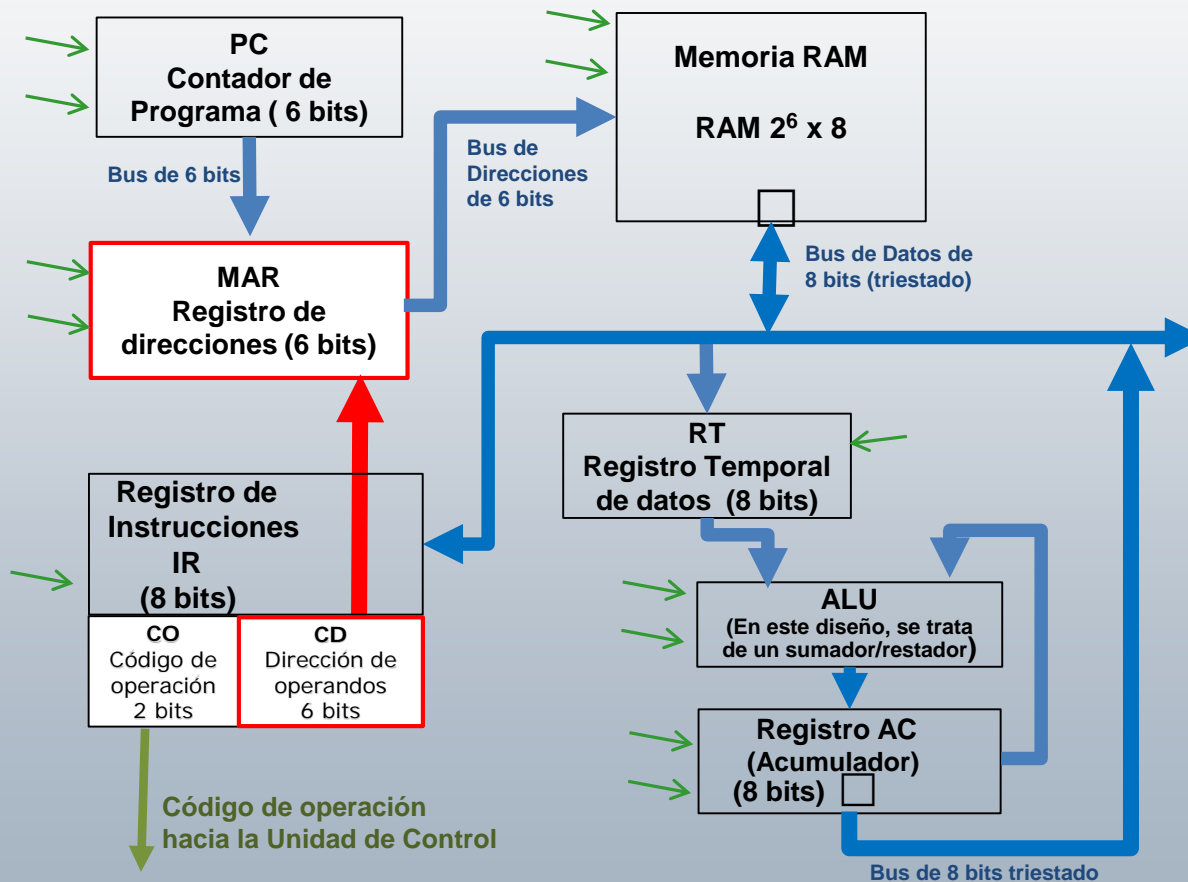 PC
Contador de
Programa ( 6 bits)
Bus de 6 bits
MAR
Registro de
direcciones (6 bits)
Bus de
Direcciones
de 6 bits
Memoria RAM
RAM 2⁶ x 8
Bus de Datos de
8 bits (triestado)
RT
Registro Temporal
de datos (8 bits)
Registro de
Instrucciones
IR
(8 bits)
CO
Código de
operación
2 bits
CD
Dirección de
operandos
6 bits
Código de operación
hacia la Unidad de Control
ALU
(En este diseño, se trata
de un sumador/restador)
Registro AC
(Acumulador)
(8 bits)
Bus de 8 bits triestado